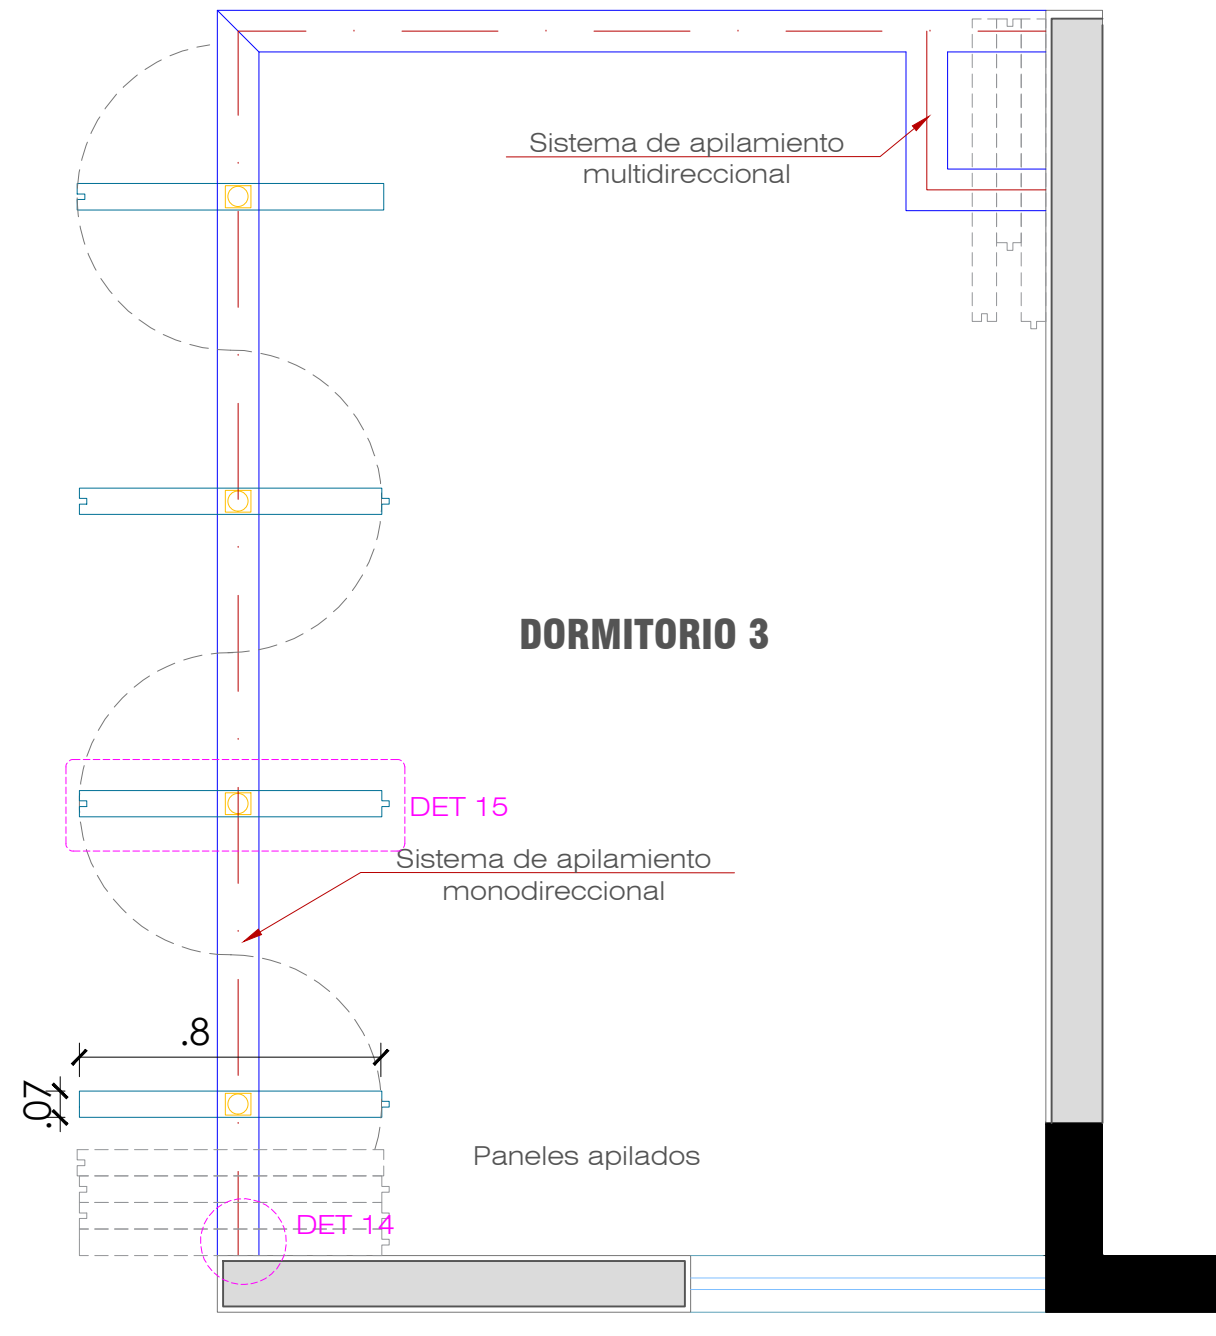 Sistema de apilamiento
multidireccional
DORMITORIO 3
DET 15
Sistema de apilamiento
monodireccional
.8
.07
Paneles apilados
DET 14